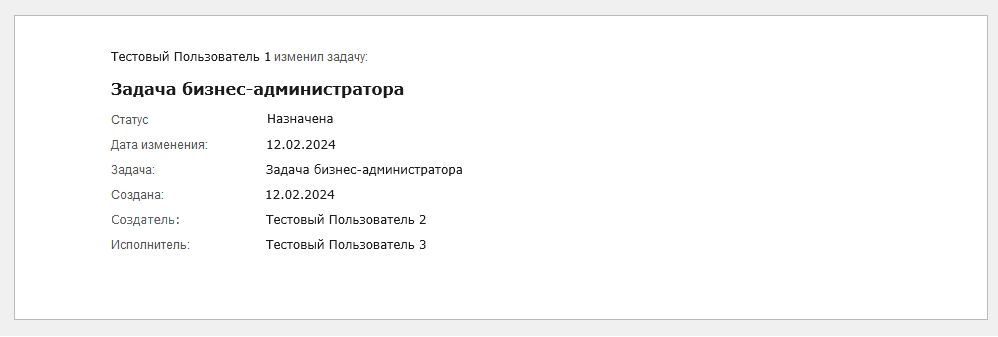 Тестовый Пользователь 1 изменил задачу:
Задача бизнес-администратора
Статус Назначена
Дата изменения: 12.02.2024
Задача: Задача бизнес-администратора
Создана: 12.02.2024
Создатель: Тестовый Пользователь 2
Исполнитель: Тестовый Пользователь 3